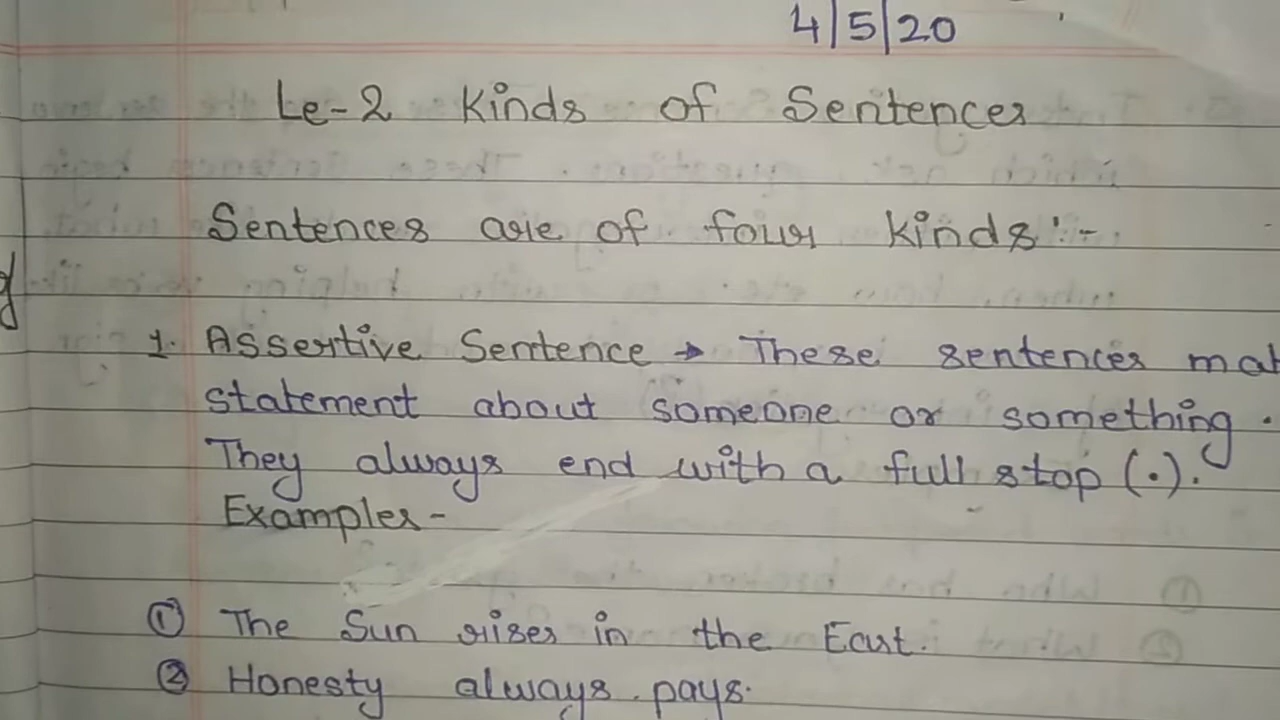 4/5/20
Le-2 Kinds of Sentences
Sentences are of four kinds:-
1. Assertive Sentence → These sentences
statement about someone or something.
They always end with a full stop (.).
Examples-
① The Sun rises in the East.
② Honesty always pays.